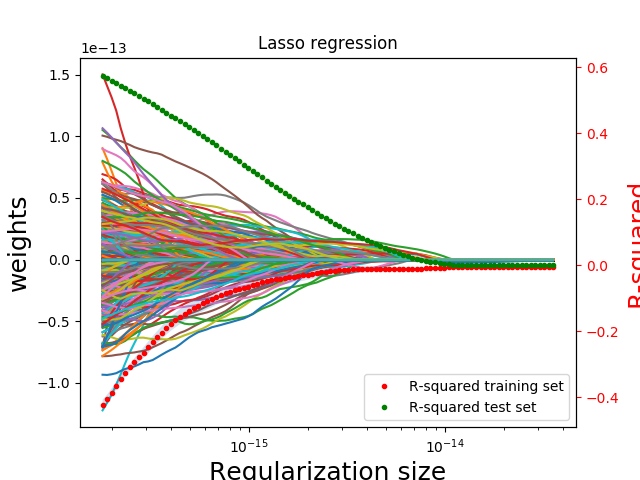 Lasso regression
1e−13
1.5
1.0
0.5
0.0
−0.5
−1.0
weights
0.6
0.4
0.2
0.0
−0.2
−0.4
R-squared
R-squared training set
R-squared test set
10⁻¹⁵
10⁻¹⁴
Regularization size